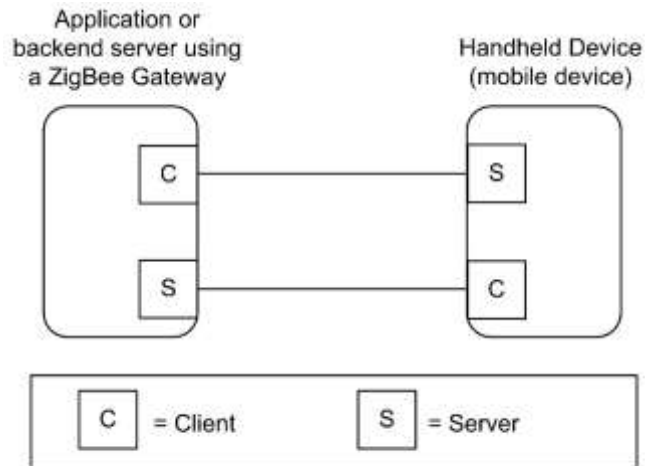 Application or
backend server using
a ZigBee Gateway
Handheld Device
(mobile device)
C
S
S
C
C = Client
S = Server